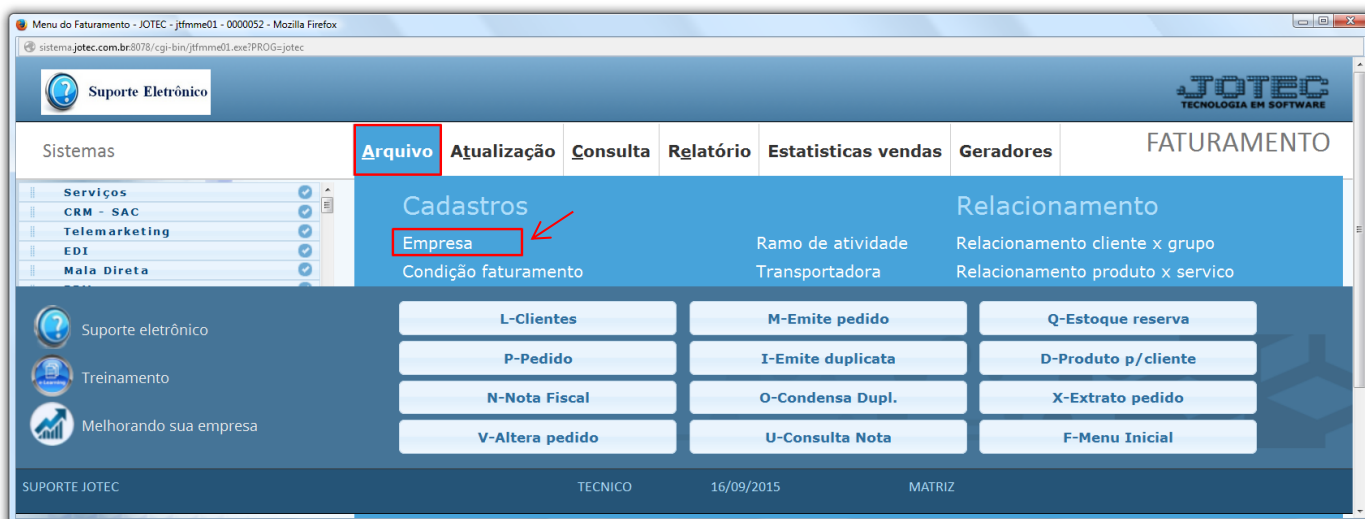 Menu do Faturamento - JOTEC - jtfmme01 - 0000052 - Mozilla Firefox
sistema.jotec.com.br:8078/cgi-bin/jtfmme01.exe?PROG=jotec
Suporte Eletrônico
JOTEC
TECNOLOGIA EM SOFTWARE
Sistemas
Arquivo Atualização Consulta Relatório Estatisticas vendas Geradores
FATURAMENTO
Serviços
CRM - SAC
Telemarketing
EDI
Mala Direta
Cadastros
Relacionamento
Empresa
Ramo de atividade
Relacionamento cliente x grupo
Condição faturamento
Transportadora
Relacionamento produto x servico
Suporte eletrônico
Treinamento
Melhorando sua empresa
L-Clientes
M-Emite pedido
Q-Estoque reserva
P-Pedido
I-Emite duplicata
D-Produto p/cliente
N-Nota Fiscal
O-Condensa Dupl.
X-Extrato pedido
V-Altera pedido
U-Consulta Nota
F-Menu Inicial
SUPORTE JOTEC
TECNICO
16/09/2015
MATRIZ